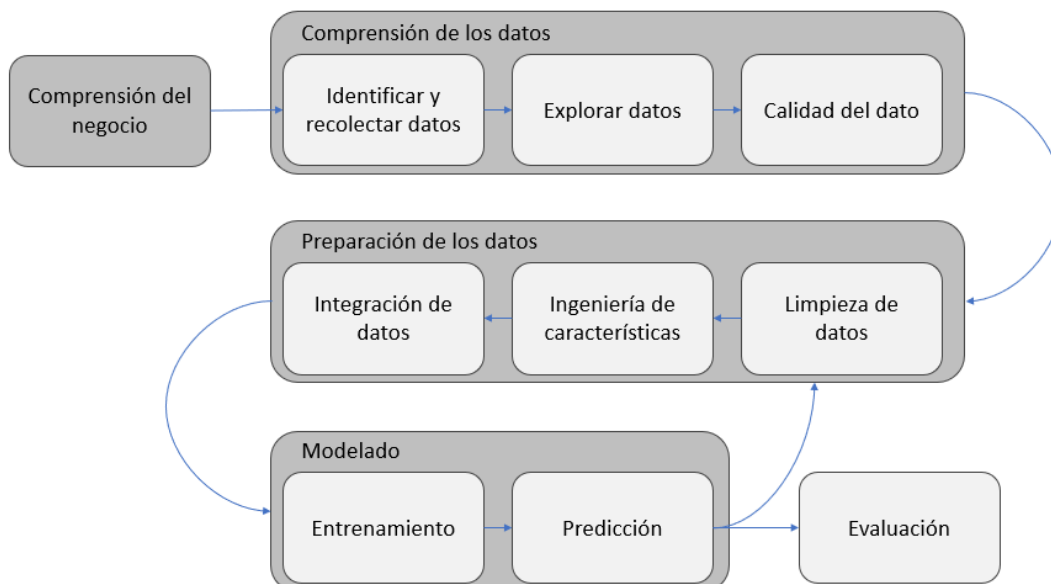 Comprensión del
negocio
Comprensión de los datos
Identificar y
recolectar datos
Explorar datos
Calidad del dato
Preparación de los datos
Integración de
datos
Ingeniería de
características
Limpieza de
datos
Modelado
Entrenamiento
Predicción
Evaluación